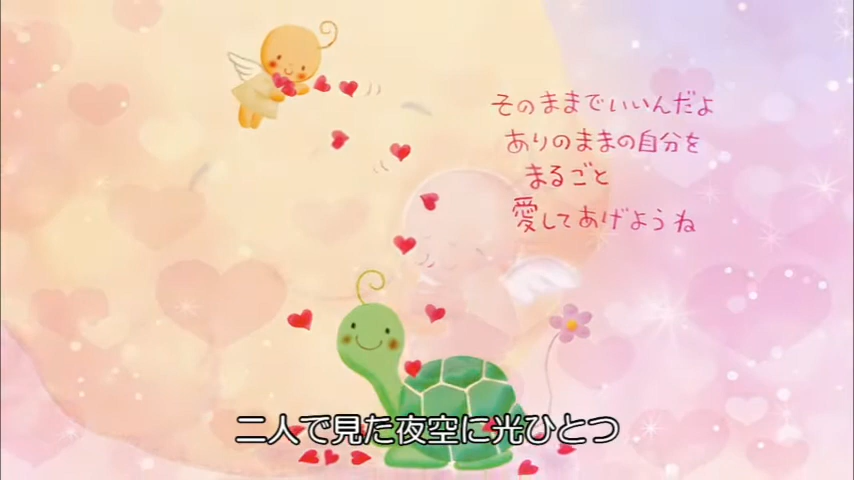 そのままでいいんだよ
ありのままの自分を
まるごと
愛してあげようね
二人で見た夜空に光ひとつ